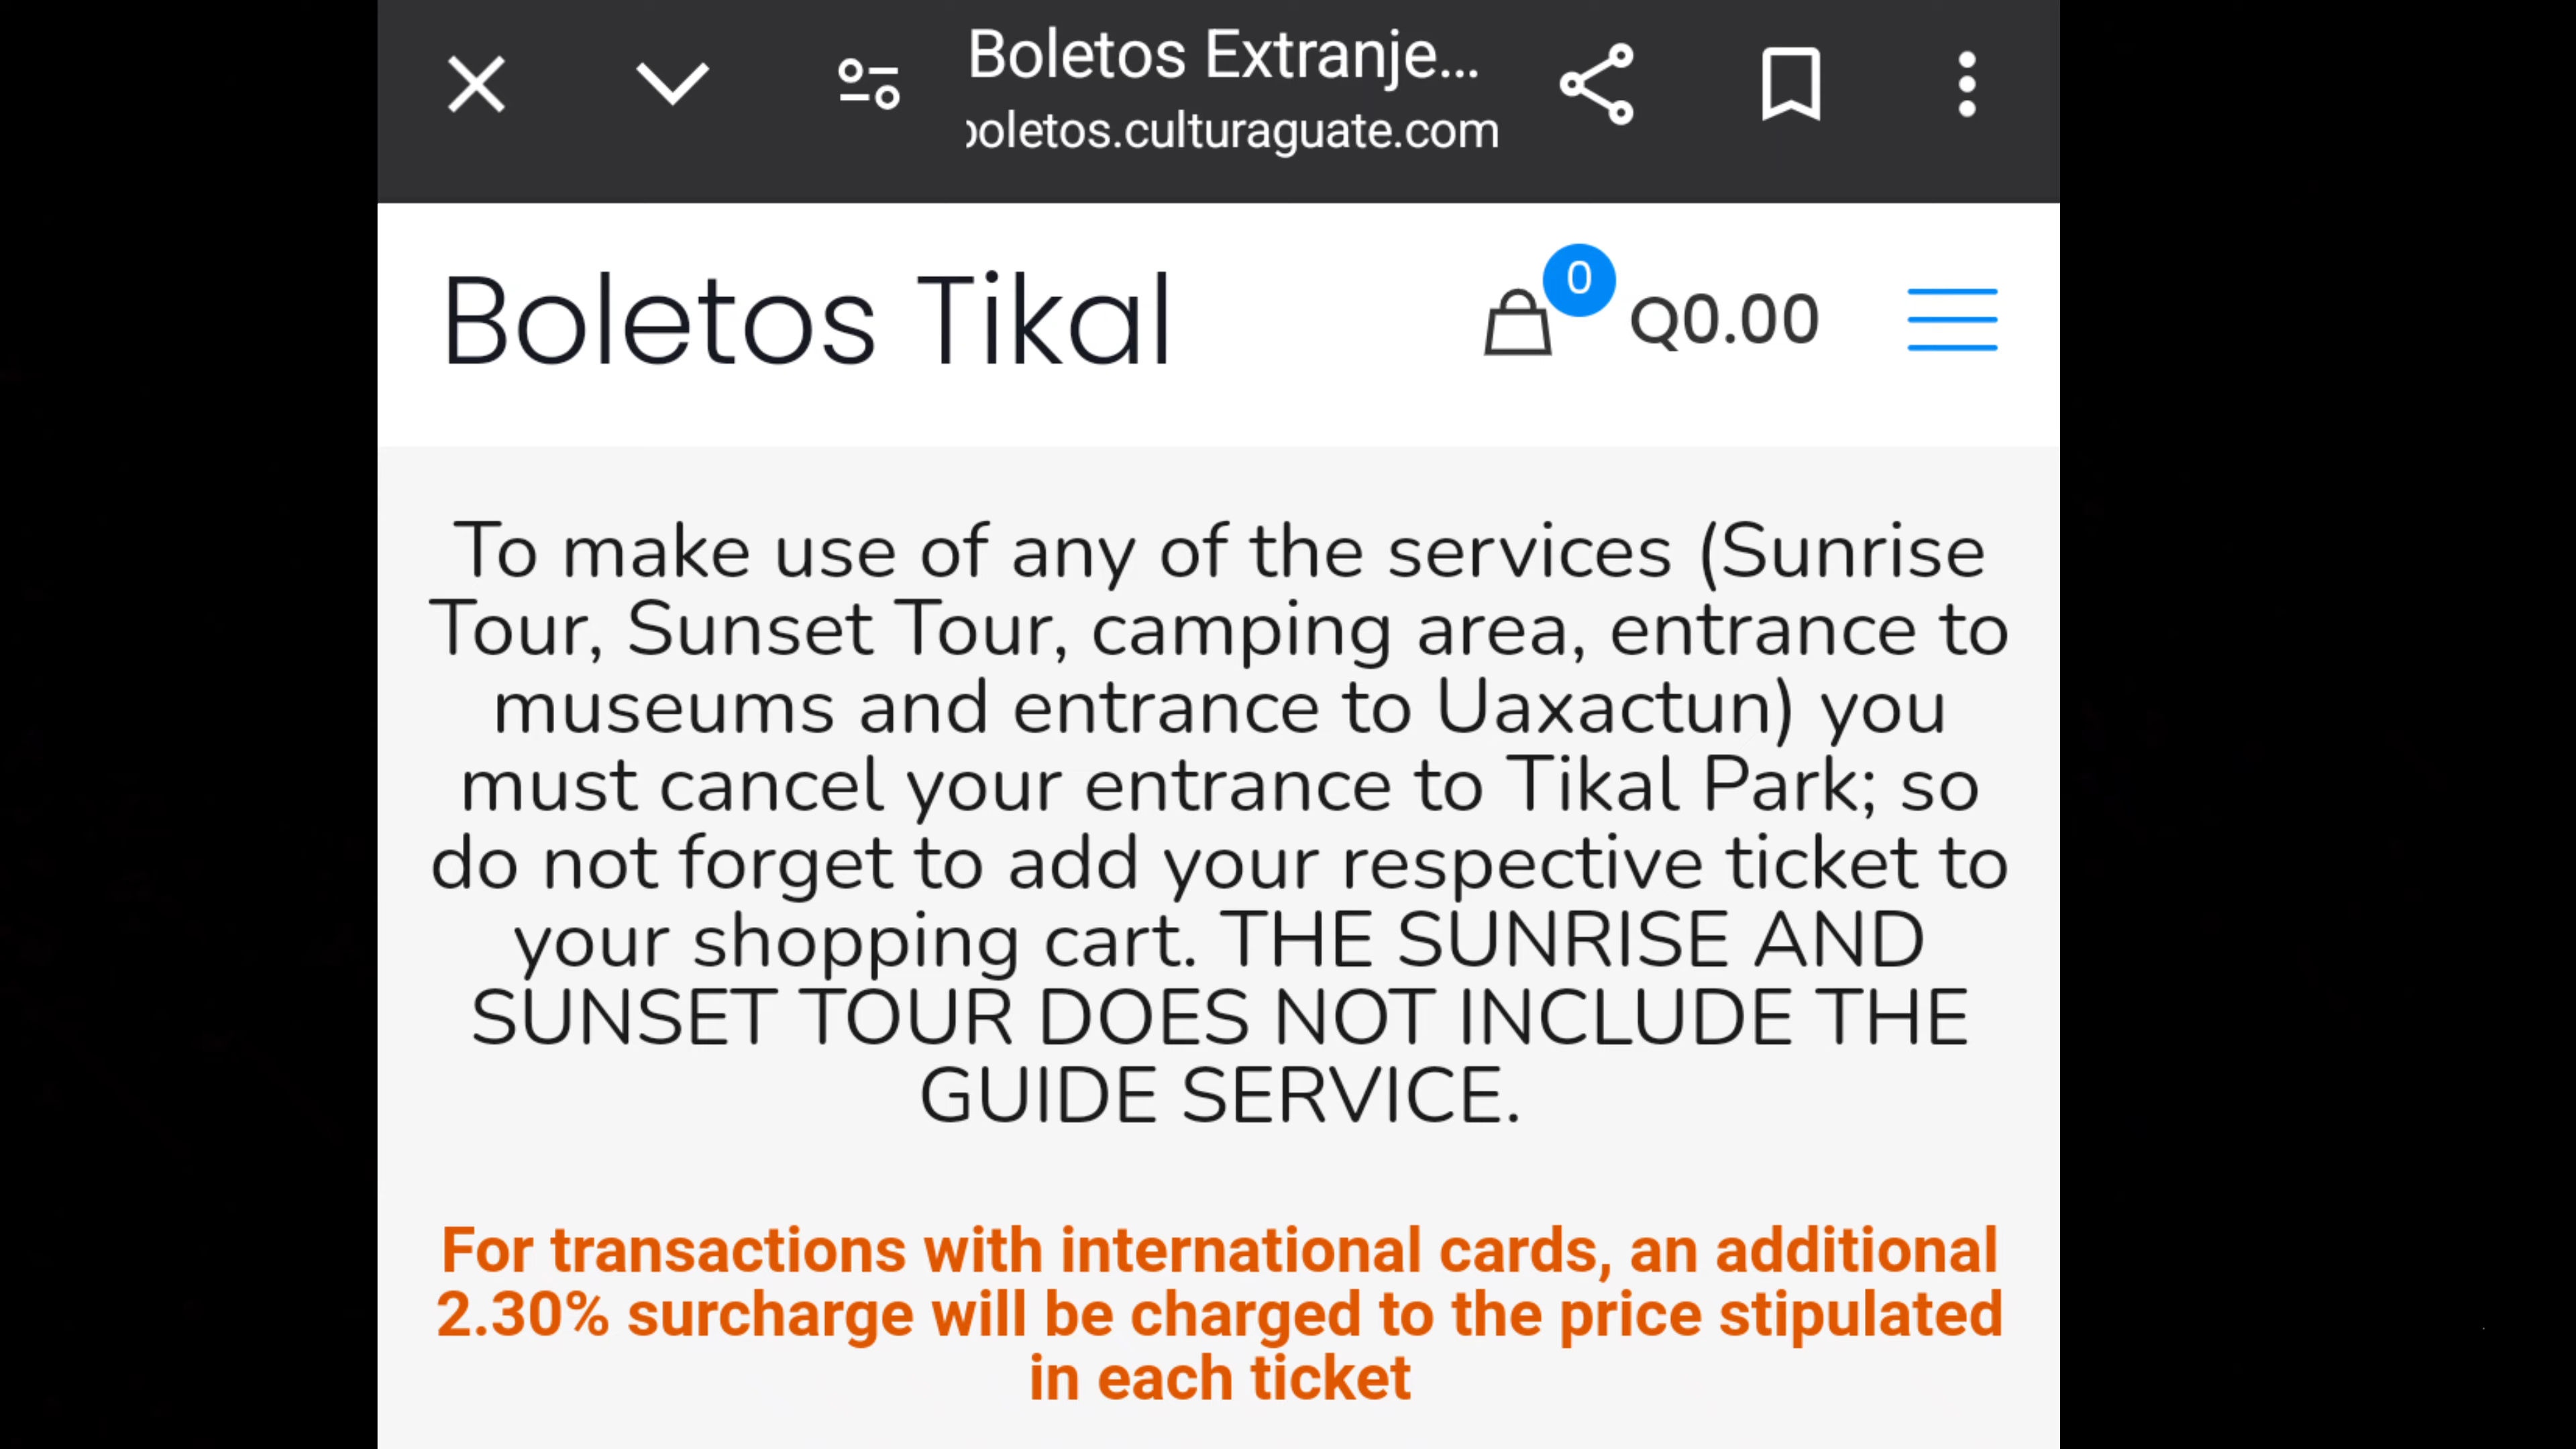 Boletos Extranje...
boletos.culturaguate.com
Boletos Tikal
0
Q0.00
To make use of any of the services (Sunrise
Tour, Sunset Tour, camping area, entrance to
museums and entrance to Uaxactun) you
must cancel your entrance to Tikal Park; so
do not forget to add your respective ticket to
your shopping cart. THE SUNRISE AND
SUNSET TOUR DOES NOT INCLUDE THE
GUIDE SERVICE.
For transactions with international cards, an additional
2.30% surcharge will be charged to the price stipulated
in each ticket